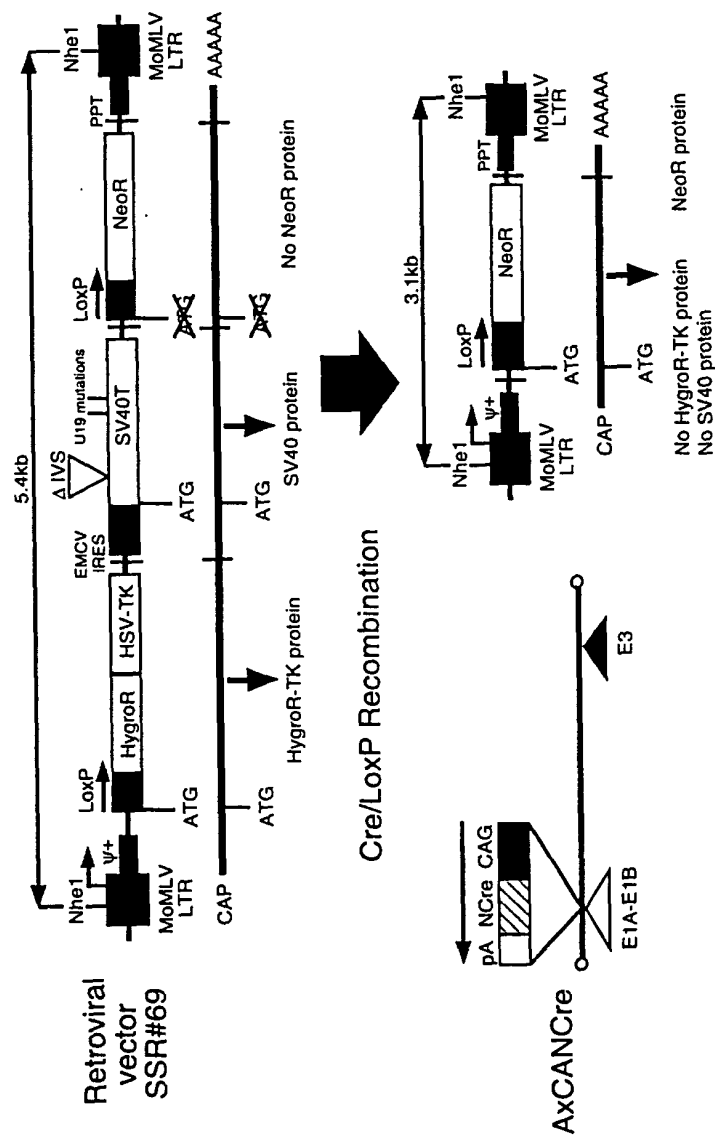 Retroviral
vector
SSR#69
5.4kb
Nhe1
MoMLV
LTR
Ψ+
LoxP
HygroR
HSV-TK
EMCV
IRES
Δ IVS
U19 mutations
SV40T
LoxP
NeoR
PPT
Nhe1
MoMLV
LTR
ATG
ATG
ATG
CAP
ATG
ATG
ATG
AAAAA
HygroR-TK protein
SV40 protein
No NeoR protein
Cre/LoxP Recombination
AxCANCre
pA
NCre
CAG
E1A-E1B
E3
3.1kb
Nhe1
MoMLV
LTR
Ψ+
LoxP
NeoR
PPT
Nhe1
MoMLV
LTR
ATG
CAP
ATG
AAAAA
No HygroR-TK protein
No SV40 protein
NeoR protein